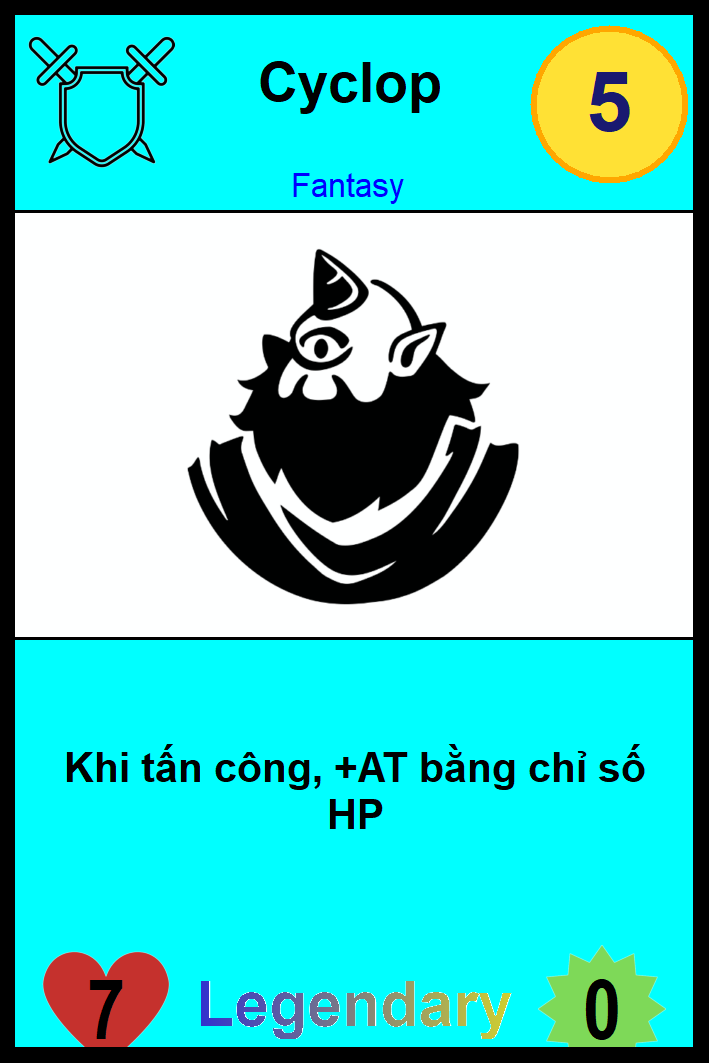 Cyclop
5
Fantasy
Khi tấn công, +AT bằng chỉ số
HP
7
Legendary
0